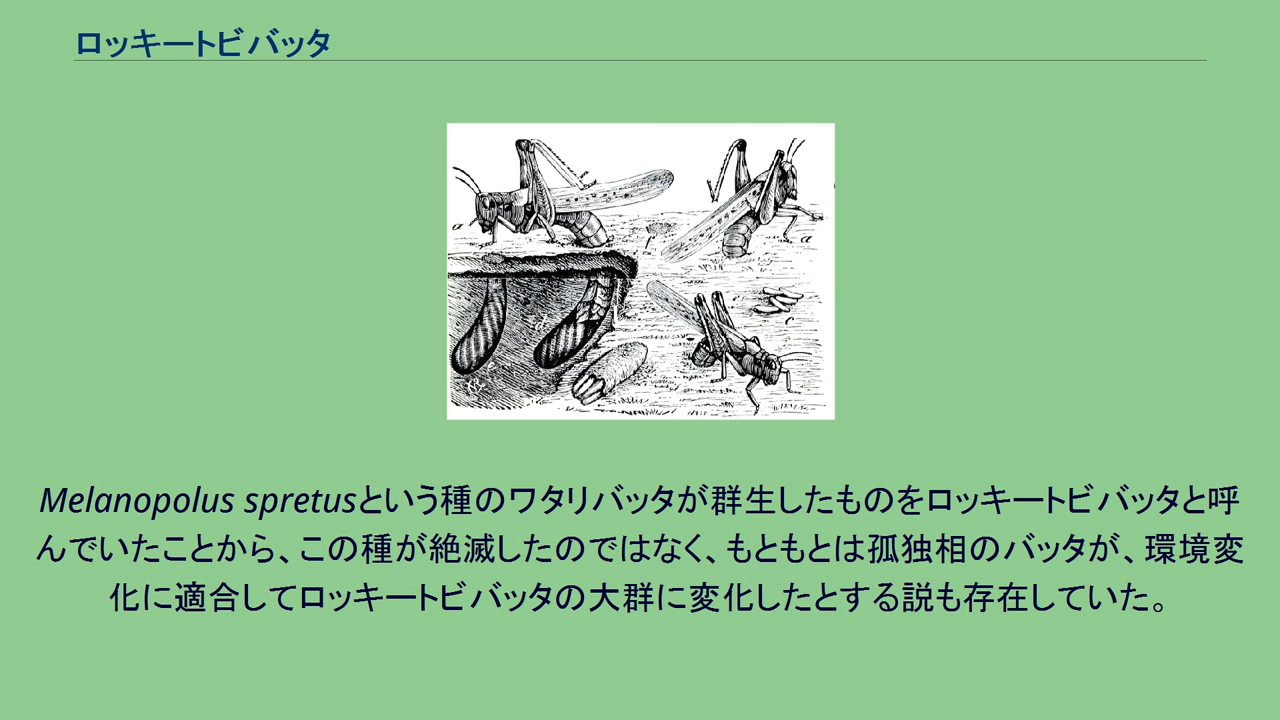 ロッキートビバッタ
a
f
a
c
Melanopolus spretusという種のワタリバッタが群生したものをロッキートビバッタと呼
んでいたことから、この種が絶滅したのではなく、もともとは孤独相のバッタが、環境変
化に適合してロッキートビバッタの大群に変化したとする説も存在していた。